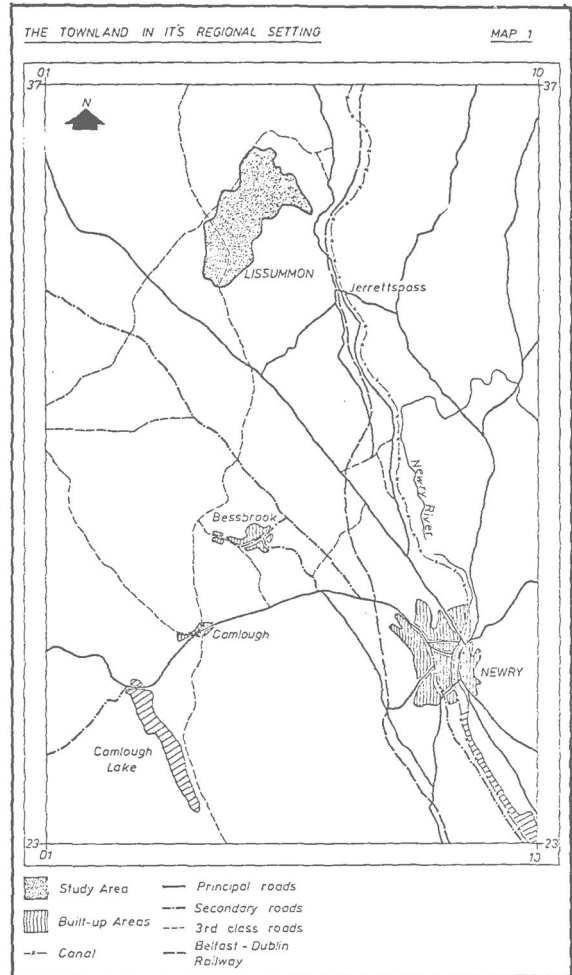 THE TOWNLAND IN IT'S REGIONAL SETTING
MAP 1
01
10
37
37
N
LISSUMMON
Jerrettspass
Newry River
Bessbrook
Camlough
NEWRY
Camlough
Lake
23
23
01
10
Study Area
Principal roads
Secondary roads
Built-up Areas
3rd class roads
Canal
Belfast - Dublin
Railway